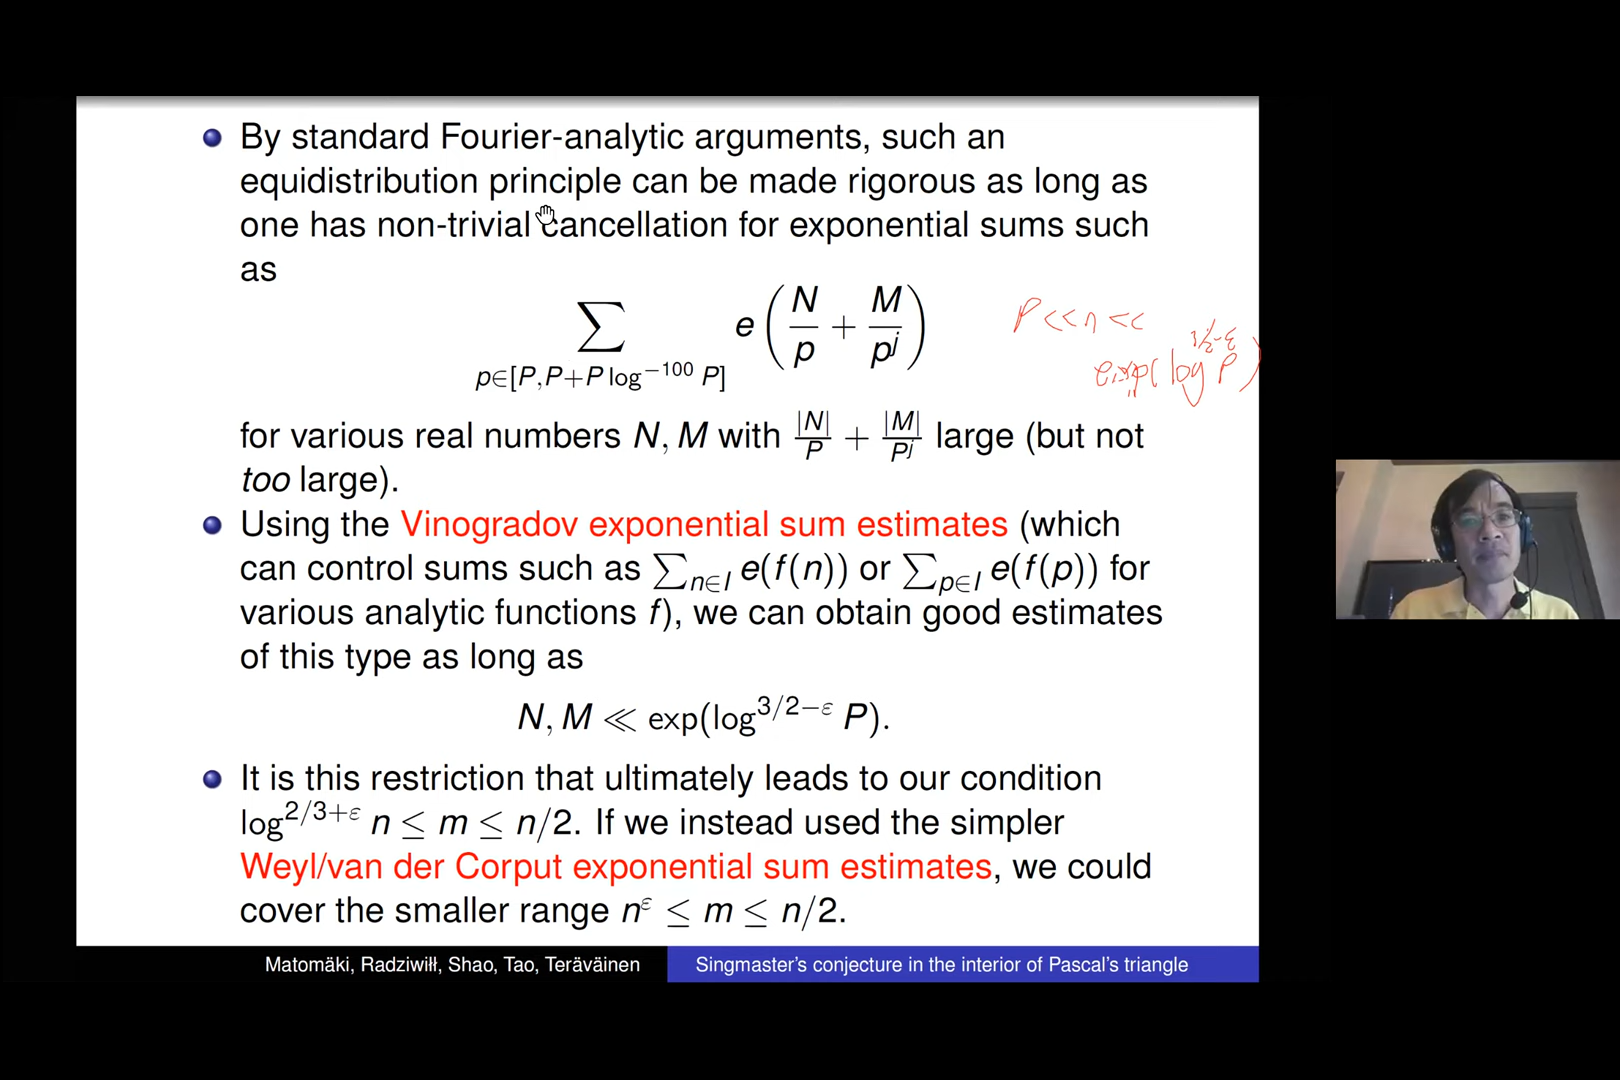 By standard Fourier-analytic arguments, such an
equidistribution principle can be made rigorous as long as
one has non-trivial cancellation for exponential sums such
as
∑_{p∈[P,P+P log^{−100} P]} e(N/p + M/p^j)
P << n <<
exp(log^{3/2-ε} P)
for various real numbers N, M with |N|/P + |M|/P^j large (but not
too large).
Using the Vinogradov exponential sum estimates (which
can control sums such as ∑_{n∈I} e(f(n)) or ∑_{p∈I} e(f(p)) for
various analytic functions f), we can obtain good estimates
of this type as long as
N, M ≪ exp(log^{3/2−ε} P).
It is this restriction that ultimately leads to our condition
log^{2/3+ε} n ≤ m ≤ n/2. If we instead used the simpler
Weyl/van der Corput exponential sum estimates, we could
cover the smaller range n^ε ≤ m ≤ n/2.
Matomäki, Radziwiłł, Shao, Tao, Teräväinen
Singmaster's conjecture in the interior of Pascal's triangle